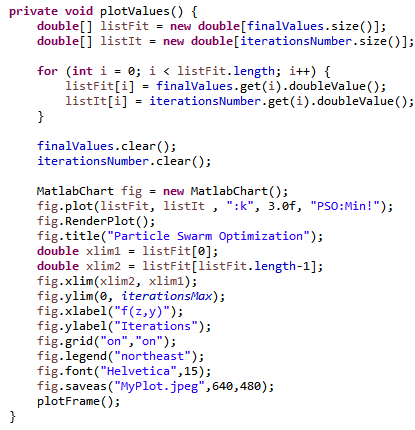 private void plotValues() {
    double[] listFit = new double[finalValues.size()];
    double[] listIt = new double[iterationsNumber.size()];

    for (int i = 0; i < listFit.length; i++) {
        listFit[i] = finalValues.get(i).doubleValue();
        listIt[i] = iterationsNumber.get(i).doubleValue();
    }

    finalValues.clear();
    iterationsNumber.clear();

    MatlabChart fig = new MatlabChart();
    fig.plot(listFit, listIt , ":k", 3.0f, "PSO:Min!");
    fig.RenderPlot();
    fig.title("Particle Swarm Optimization");
    double xlim1 = listFit[0];
    double xlim2 = listFit[listFit.length-1];
    fig.xlim(xlim2, xlim1);
    fig.ylim(0, iterationsMax);
    fig.xlabel("f(z,y)");
    fig.ylabel("Iterations");
    fig.grid("on","on");
    fig.legend("northeast");
    fig.font("Helvetica",15);
    fig.saveas("MyPlot.jpeg",640,480);
    plotFrame();
}